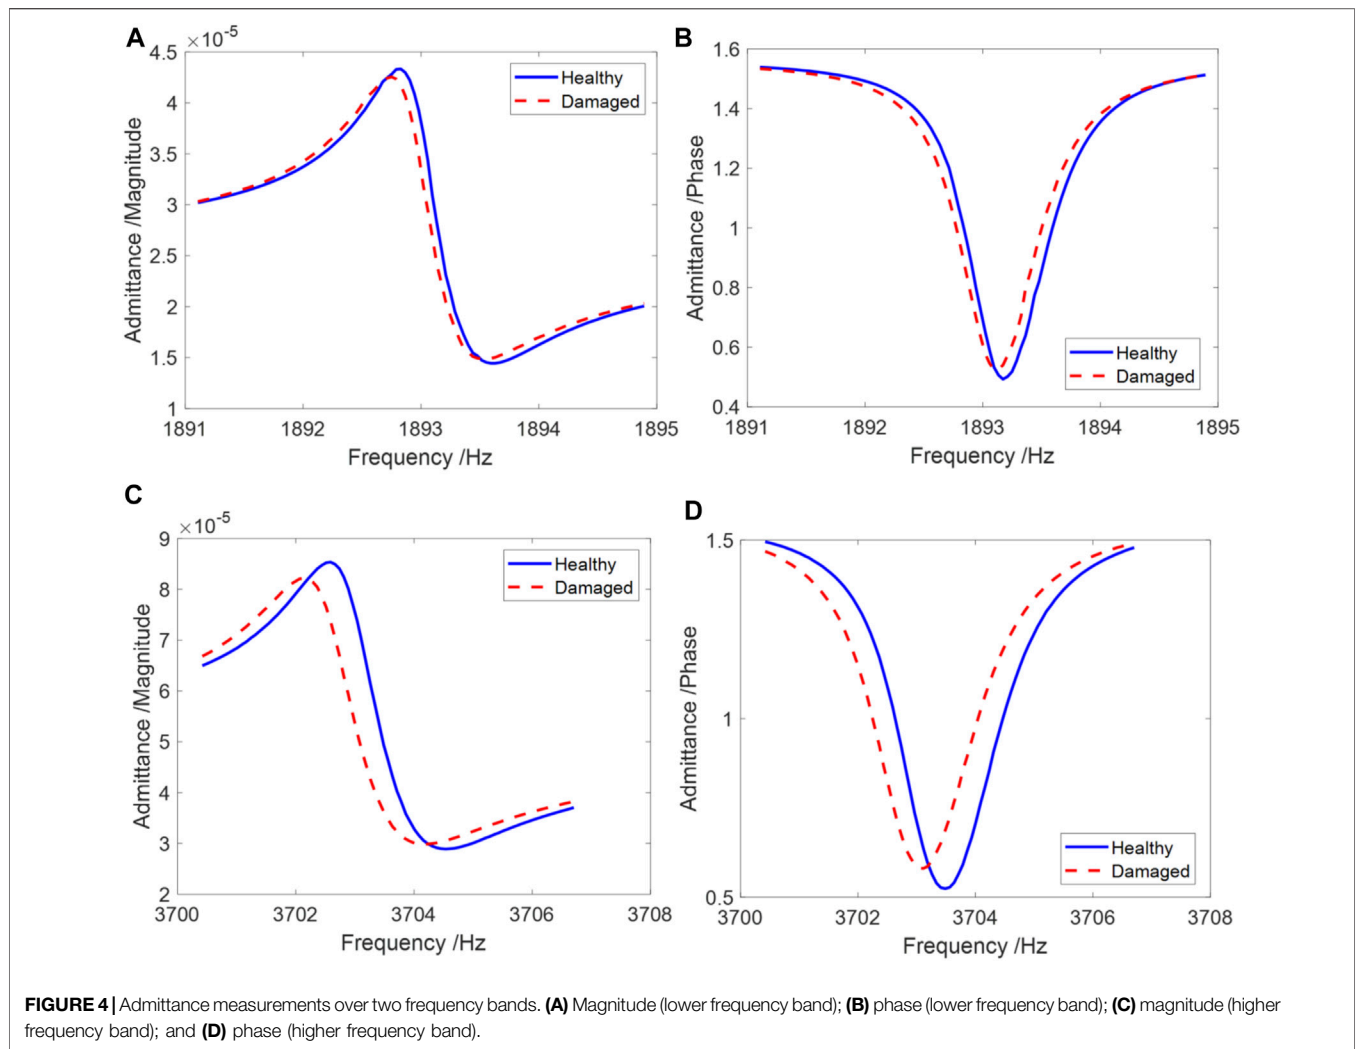 A
×10⁻⁵
4.5
4
3.5
3
2.5
2
1.5
1
Admittance /Magnitude
Healthy
Damaged
1891 1892 1893 1894 1895
Frequency /Hz
B
1.6
1.4
1.2
1
0.8
0.6
0.4
Admittance /Phase
Healthy
Damaged
1891 1892 1893 1894 1895
Frequency /Hz
C
×10⁻⁵
9
8
7
6
5
4
3
2
Admittance /Magnitude
Healthy
Damaged
3700 3702 3704 3706 3708
Frequency /Hz
D
1.5
1
0.5
Admittance /Phase
Healthy
Damaged
3700 3702 3704 3706 3708
Frequency /Hz
FIGURE 4 | Admittance measurements over two frequency bands. (A) Magnitude (lower frequency band); (B) phase (lower frequency band); (C) magnitude (higher
frequency band); and (D) phase (higher frequency band).